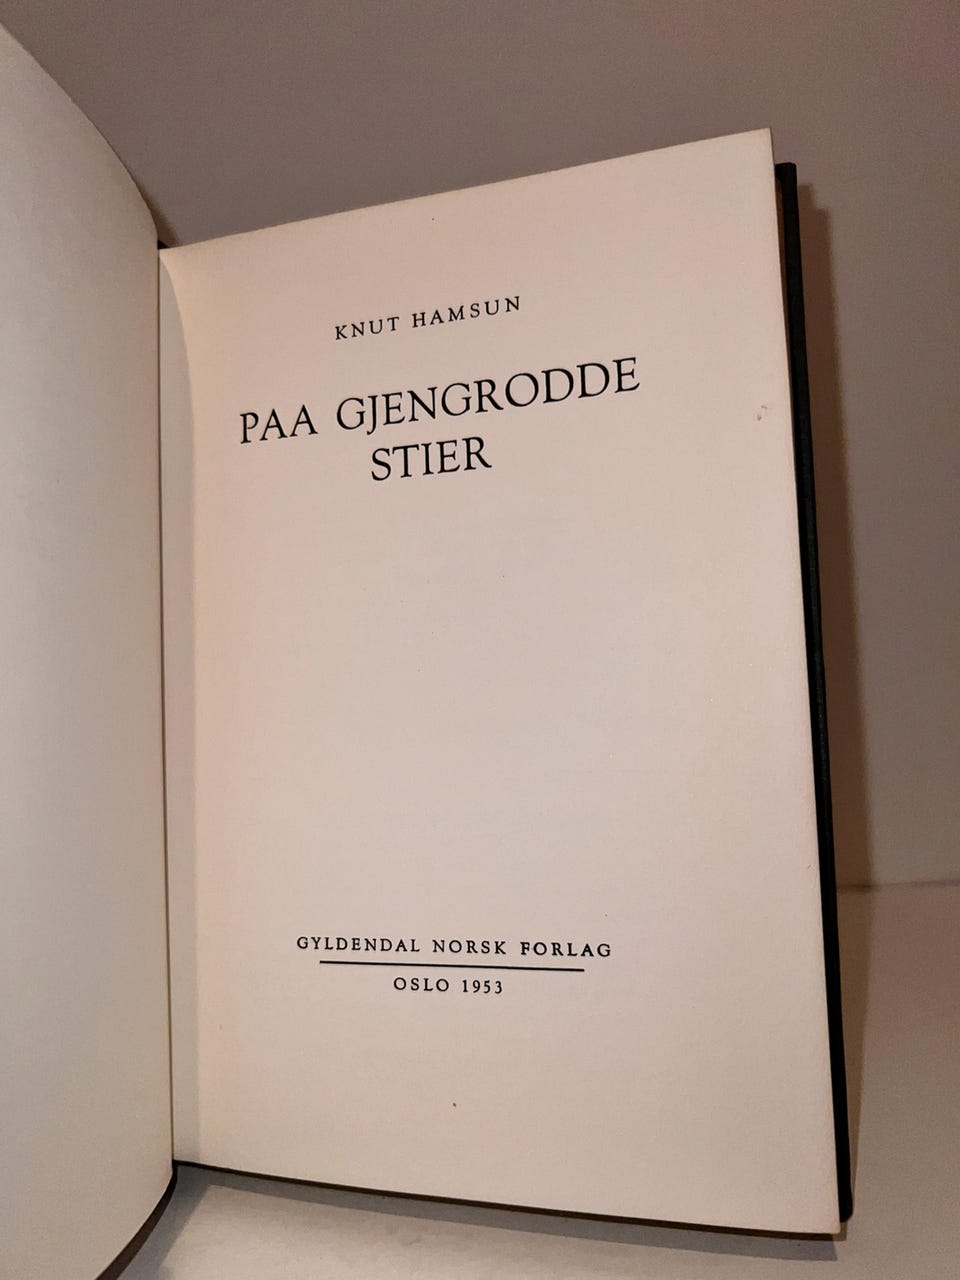 KNUT HAMSUN
PAA GJENGRODDE
STIER
GYLDENDAL NORSK FORLAG
OSLO 1953